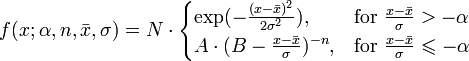 f(x; α, n, x̄, σ) = N · { exp(−(x−x̄)²/2σ²), for (x−x̄)/σ > −α
A · (B − (x−x̄)/σ)⁻ⁿ, for (x−x̄)/σ ⩽ −α